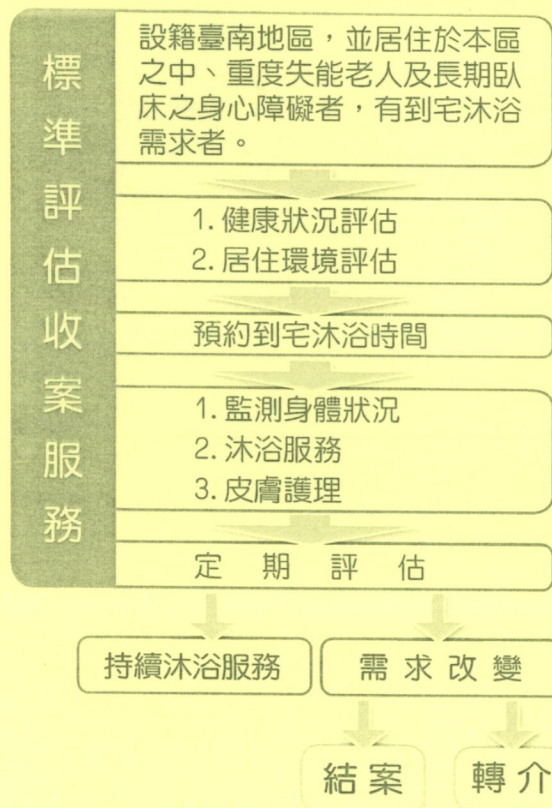 標準評估收案服務
設籍臺南地區，並居住於本區
之中、重度失能老人及長期臥
床之身心障礙者，有到宅沐浴
需求者。
1. 健康狀況評估
2. 居住環境評估
預約到宅沐浴時間
1. 監測身體狀況
2. 沐浴服務
3. 皮膚護理
定期評估
持續沐浴服務
需求改變
結案
轉介